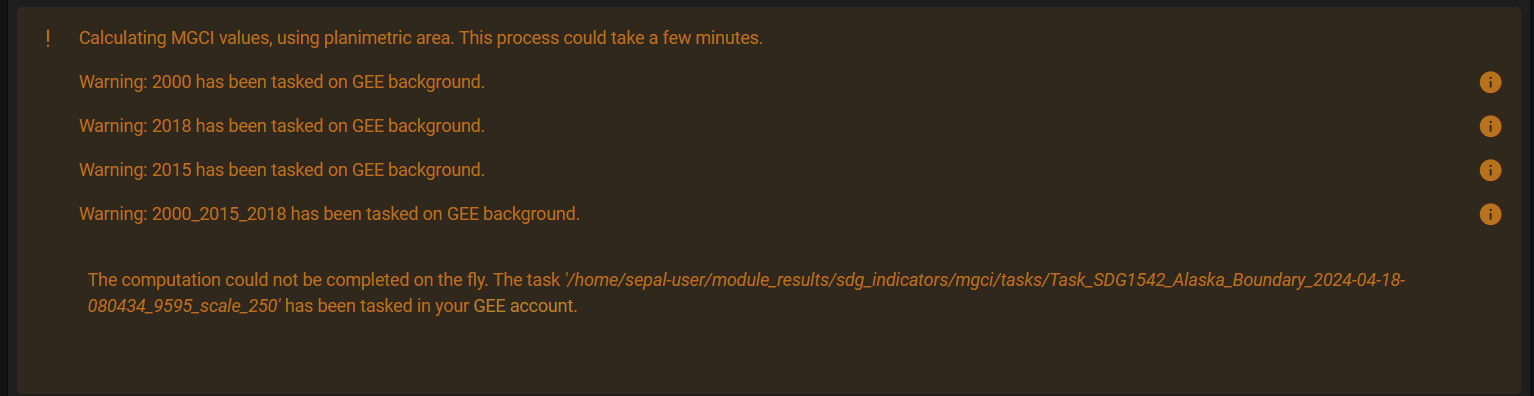 ! Calculating MGCI values, using planimetric area. This process could take a few minutes.
Warning: 2000 has been tasked on GEE background.
Warning: 2018 has been tasked on GEE background.
Warning: 2015 has been tasked on GEE background.
Warning: 2000_2015_2018 has been tasked on GEE background.
The computation could not be completed on the fly. The task '/home/sepal-user/module_results/sdg_indicators/mgci/tasks/Task_SDG1542_Alaska_Boundary_2024-04-18-
080434_9595_scale_250' has been tasked in your GEE account.